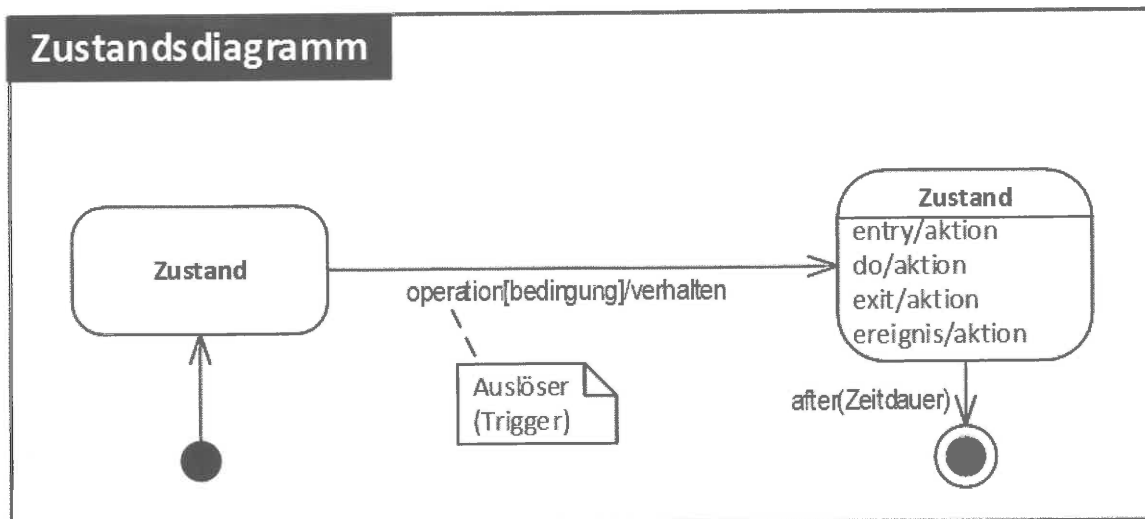 Zustandsdiagramm
Zustand
operation[bedingung]/verhalten
Auslöser
(Trigger)
Zustand
entry/aktion
do/aktion
exit/aktion
ereignis/aktion
after(Zeitdauer)